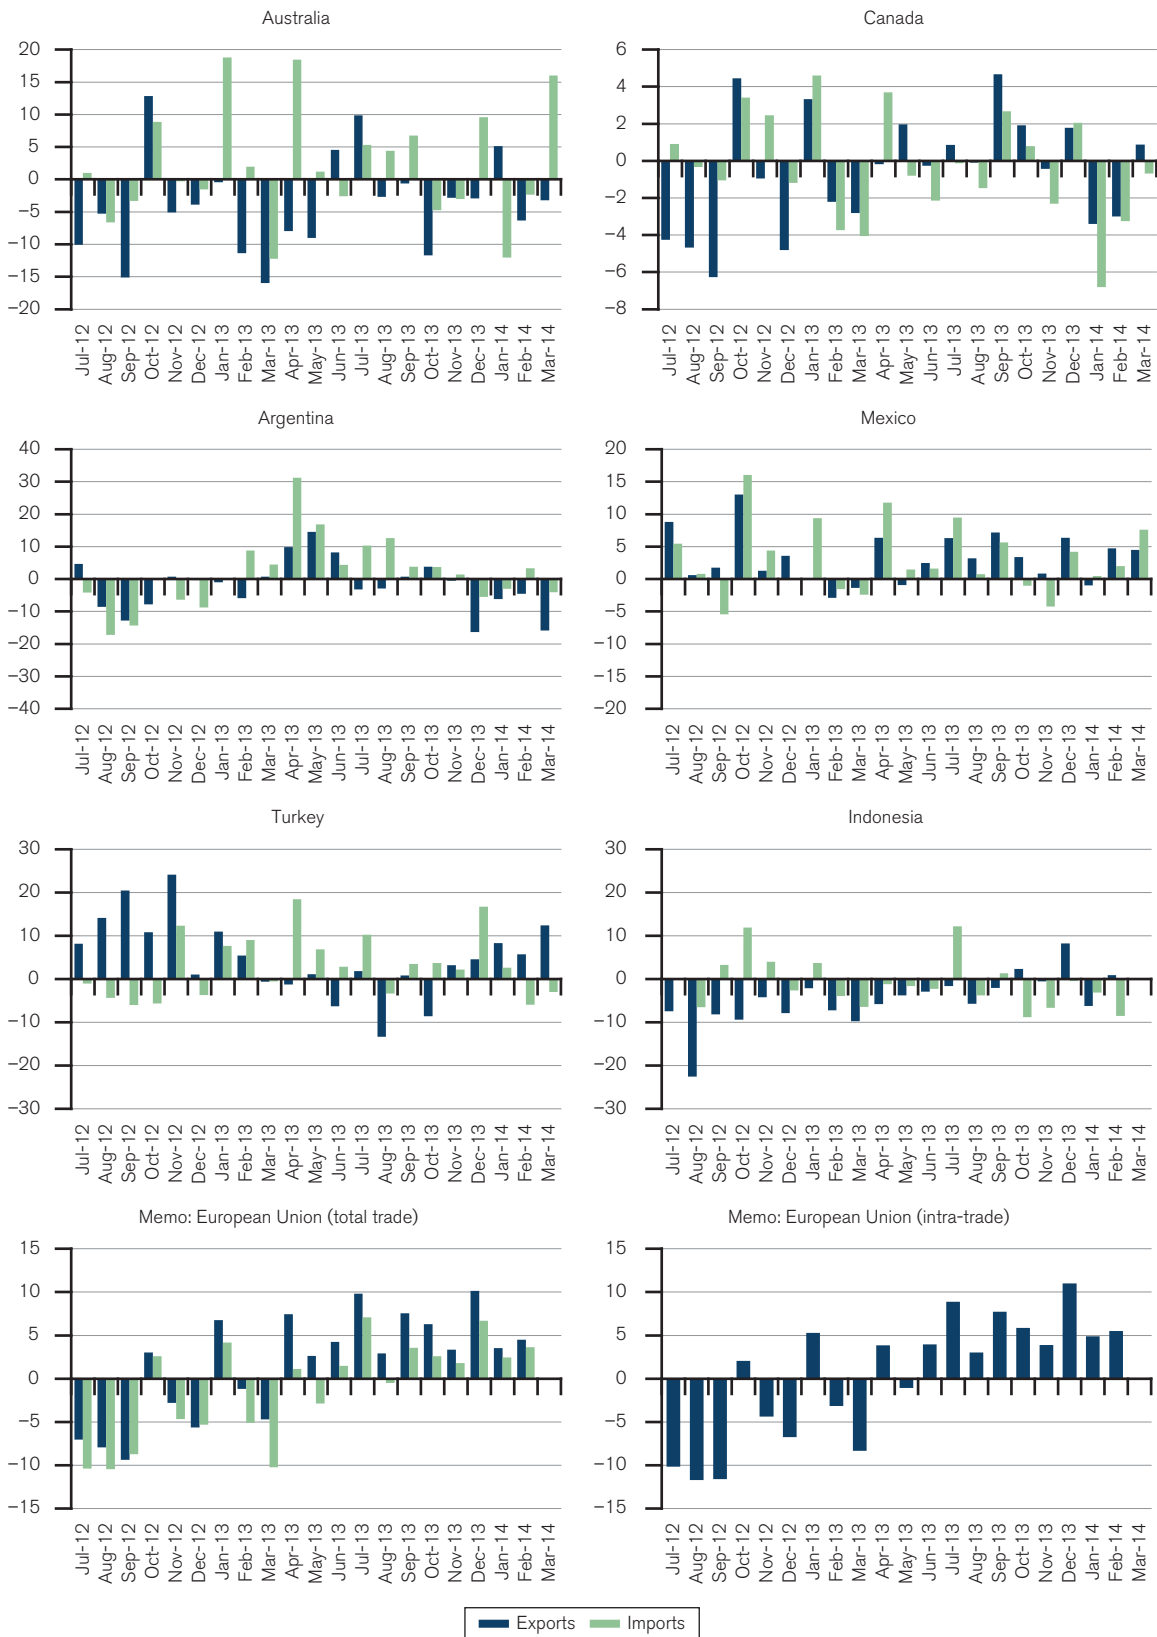 Australia
20
15
10
5
0
−5
−10
−15
−20
Jul-12
Aug-12
Sep-12
Oct-12
Nov-12
Dec-12
Jan-13
Feb-13
Mar-13
Apr-13
May-13
Jun-13
Jul-13
Aug-13
Sep-13
Oct-13
Nov-13
Dec-13
Jan-14
Feb-14
Mar-14
Canada
6
4
2
0
−2
−4
−6
−8
Jul-12
Aug-12
Sep-12
Oct-12
Nov-12
Dec-12
Jan-13
Feb-13
Mar-13
Apr-13
May-13
Jun-13
Jul-13
Aug-13
Sep-13
Oct-13
Nov-13
Dec-13
Jan-14
Feb-14
Mar-14
Argentina
40
30
20
10
0
−10
−20
−30
−40
Jul-12
Aug-12
Sep-12
Oct-12
Nov-12
Dec-12
Jan-13
Feb-13
Mar-13
Apr-13
May-13
Jun-13
Jul-13
Aug-13
Sep-13
Oct-13
Nov-13
Dec-13
Jan-14
Feb-14
Mar-14
Mexico
20
15
10
5
0
−5
−10
−15
−20
Jul-12
Aug-12
Sep-12
Oct-12
Nov-12
Dec-12
Jan-13
Feb-13
Mar-13
Apr-13
May-13
Jun-13
Jul-13
Aug-13
Sep-13
Oct-13
Nov-13
Dec-13
Jan-14
Feb-14
Mar-14
Turkey
30
20
10
0
−10
−20
−30
Jul-12
Aug-12
Sep-12
Oct-12
Nov-12
Dec-12
Jan-13
Feb-13
Mar-13
Apr-13
May-13
Jun-13
Jul-13
Aug-13
Sep-13
Oct-13
Nov-13
Dec-13
Jan-14
Feb-14
Mar-14
Indonesia
30
20
10
0
−10
−20
−30
Jul-12
Aug-12
Sep-12
Oct-12
Nov-12
Dec-12
Jan-13
Feb-13
Mar-13
Apr-13
May-13
Jun-13
Jul-13
Aug-13
Sep-13
Oct-13
Nov-13
Dec-13
Jan-14
Feb-14
Mar-14
Memo: European Union (total trade)
15
10
5
0
−5
−10
−15
Jul-12
Aug-12
Sep-12
Oct-12
Nov-12
Dec-12
Jan-13
Feb-13
Mar-13
Apr-13
May-13
Jun-13
Jul-13
Aug-13
Sep-13
Oct-13
Nov-13
Dec-13
Jan-14
Feb-14
Mar-14
Memo: European Union (intra-trade)
15
10
5
0
−5
−10
−15
Jul-12
Aug-12
Sep-12
Oct-12
Nov-12
Dec-12
Jan-13
Feb-13
Mar-13
Apr-13
May-13
Jun-13
Jul-13
Aug-13
Sep-13
Oct-13
Nov-13
Dec-13
Jan-14
Feb-14
Mar-14
Exports Imports